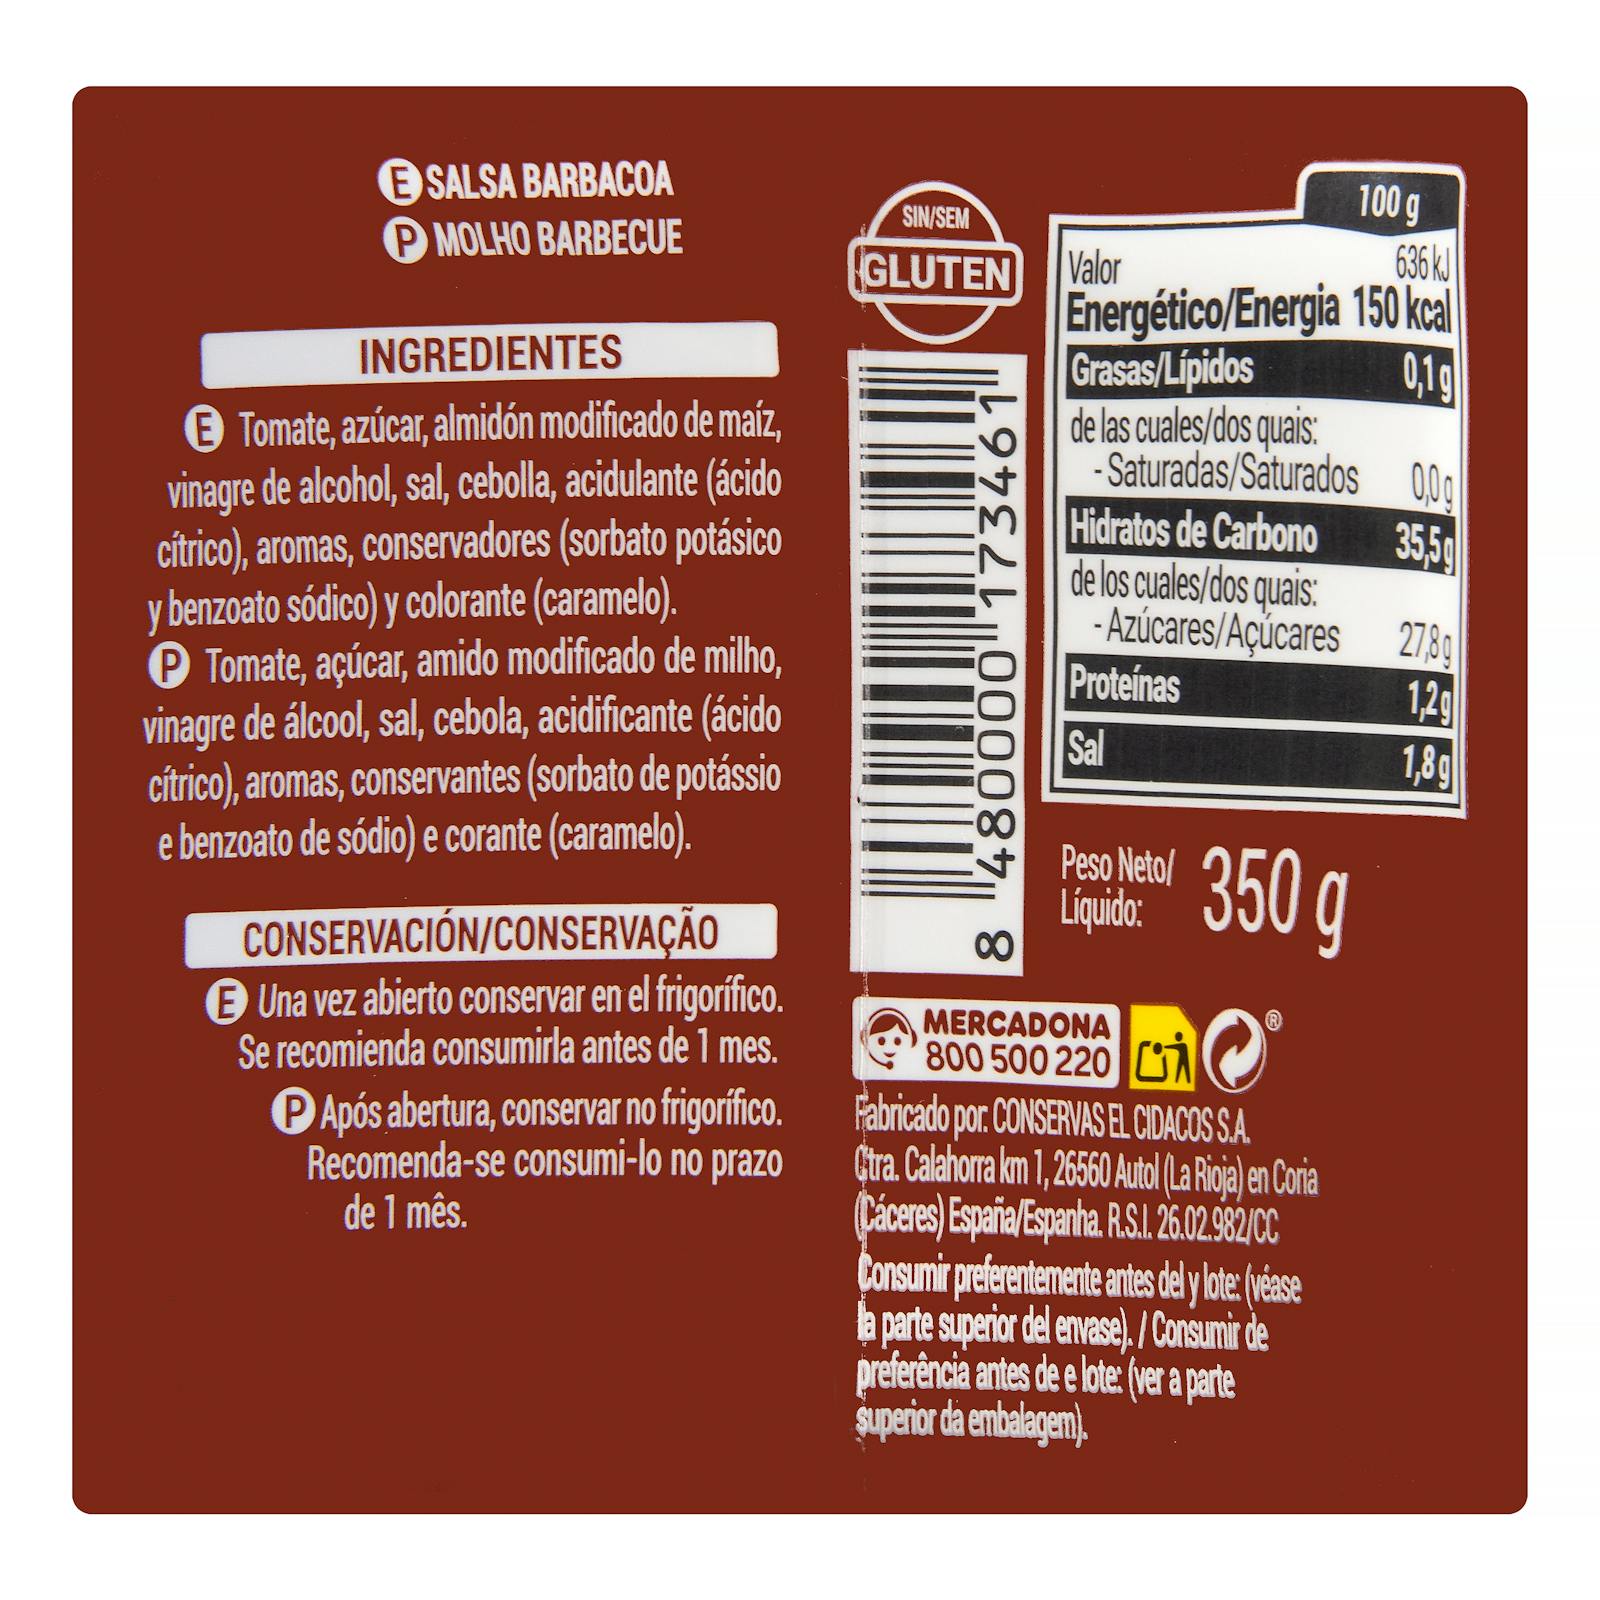 E SALSA BARBACOA
P MOLHO BARBECUE
INGREDIENTES
E Tomate, azúcar, almidón modificado de maíz,
vinagre de alcohol, sal, cebolla, acidulante (ácido
cítrico), aromas, conservadores (sorbato potásico
y benzoato sódico) y colorante (caramelo).
P Tomate, açúcar, amido modificado de milho,
vinagre de álcool, sal, cebola, acidificante (ácido
cítrico), aromas, conservantes (sorbato de potássio
e benzoato de sódio) e corante (caramelo).
CONSERVACIÓN/CONSERVAÇÃO
E Una vez abierto conservar en el frigorífico.
Se recomienda consumirla antes de 1 mes.
P Após abertura, conservar no frigorífico.
Recomenda-se consumi-lo no prazo
de 1 mês.
SIN/SEM
GLUTEN
8 480000 173461
100 g
Valor 636 kJ
Energético/Energia 150 kcal
Grasas/Lípidos 0,1 g
de las cuales/dos quais:
- Saturadas/Saturados 0,0 g
Hidratos de Carbono 35,5 g
de los cuales/dos quais:
- Azúcares/Açúcares 27,8 g
Proteínas 1,2 g
Sal 1,8 g
Peso Neto/
Líquido: 350 g
MERCADONA
800 500 220
®
Fabricado por: CONSERVAS EL CIDACOS S.A.
Ctra. Calahorra km 1, 26560 Autol (La Rioja) en Coria
(Cáceres) España/Espanha. R.S.I. 26.02.982/CC
Consumir preferentemente antes del y lote: (véase
la parte superior del envase). / Consumir de
preferência antes de e lote: (ver a parte
superior da embalagem).